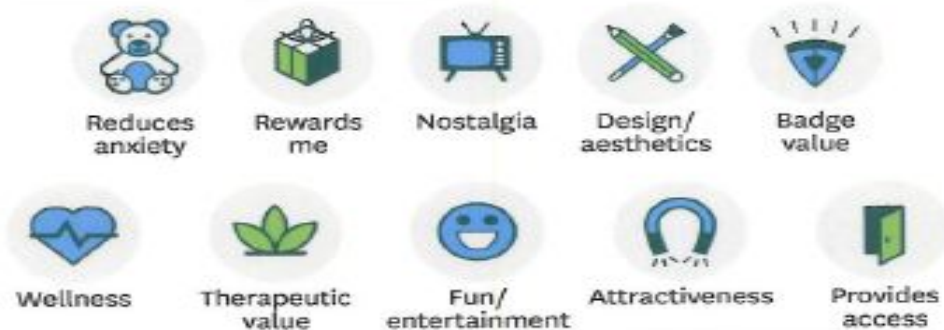 Reduces anxiety
Rewards me
Nostalgia
Design/ aesthetics
Badge value
Wellness
Therapeutic value
Fun/ entertainment
Attractiveness
Provides access